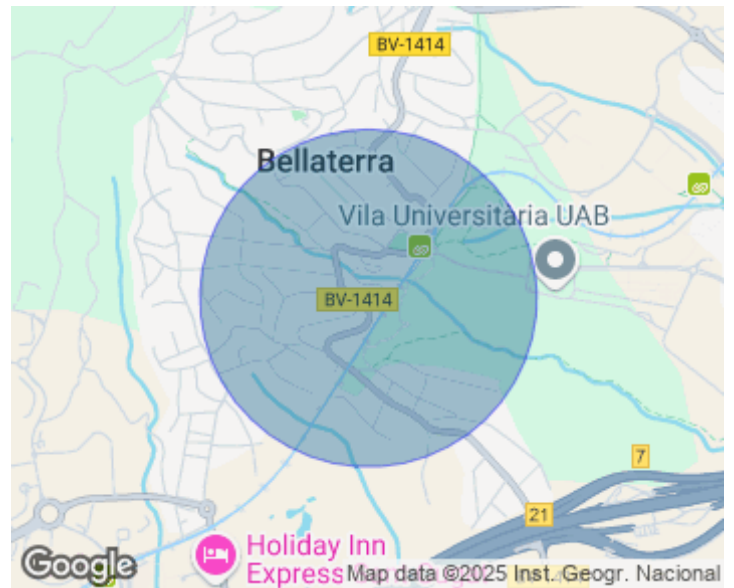 BV-1414
Bellaterra
Vila Universitària UAB
BV-1414
7
21
Holiday Inn
Express
Google
Map data ©2025 Inst. Geogr. Nacional